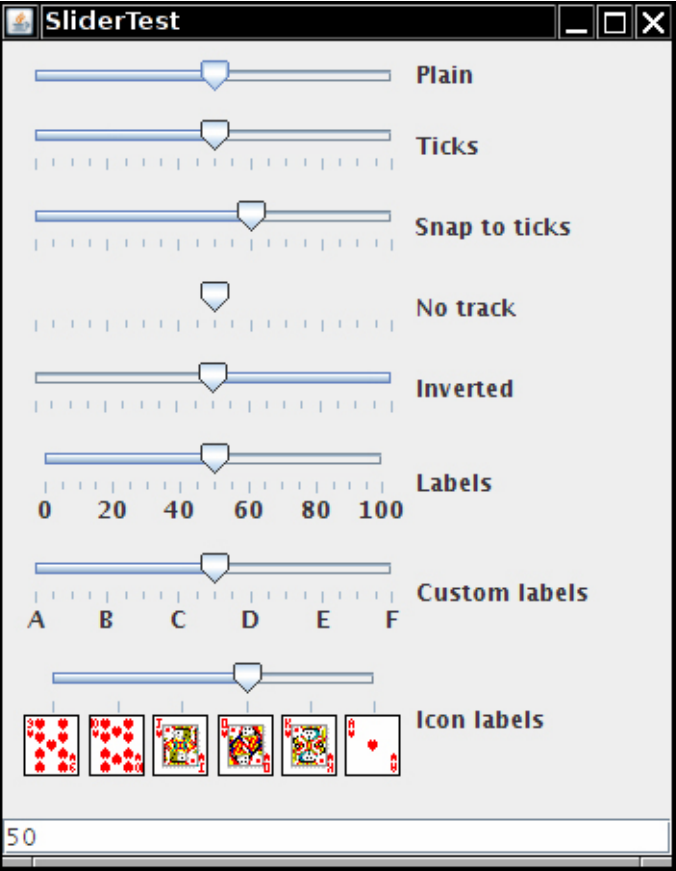 SliderTest
Plain
Ticks
Snap to ticks
No track
Inverted
Labels
0 20 40 60 80 100
Custom labels
A B C D E F
Icon labels
50